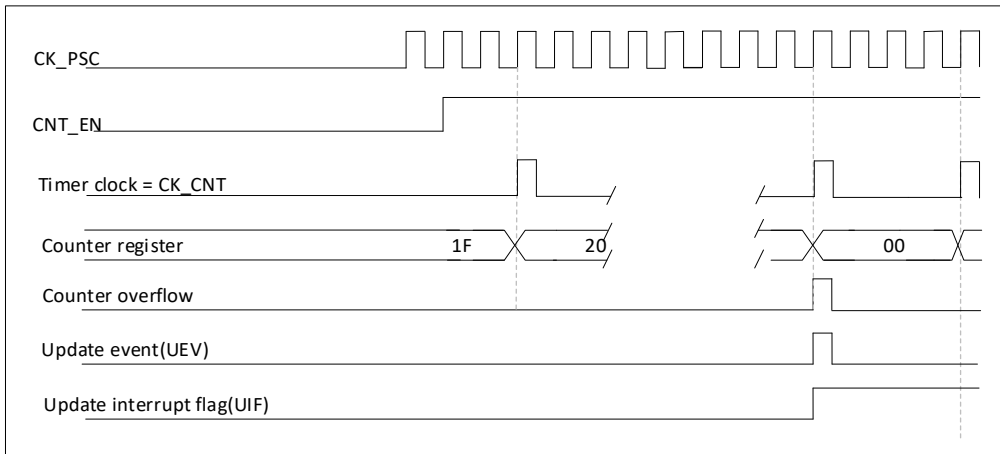 CK_PSC
CNT_EN
Timer clock = CK_CNT
Counter register 1F 20 00
Counter overflow
Update event(UEV)
Update interrupt flag(UIF)